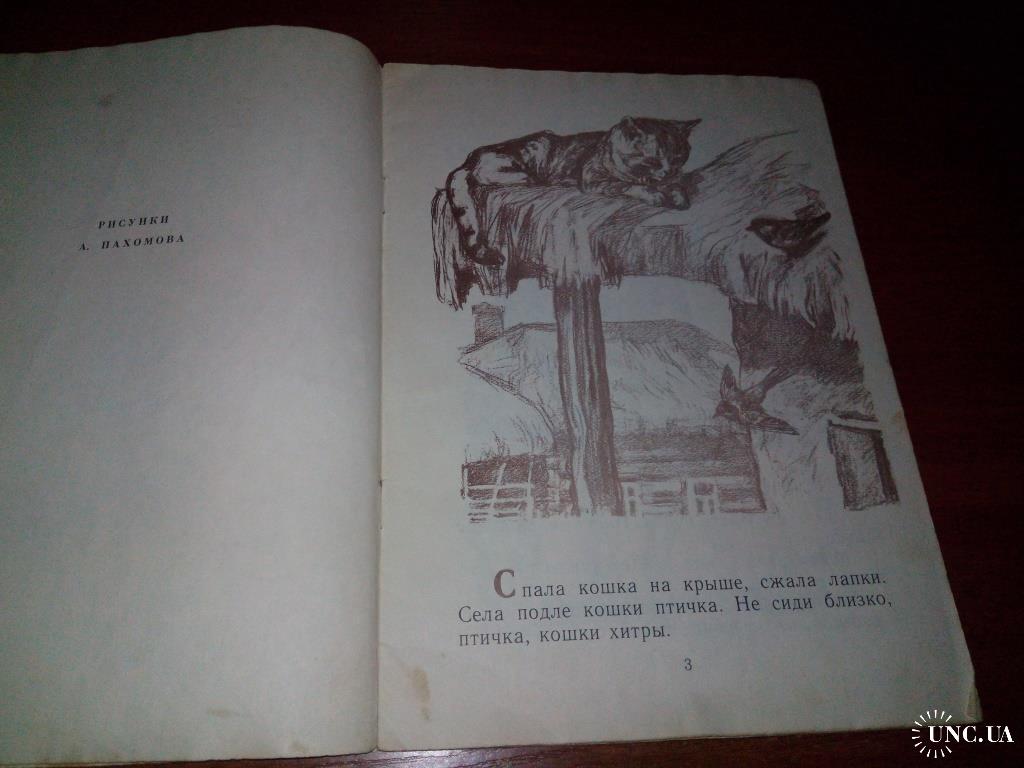 РИСУНКИ
А. ПАХОМОВА
Спала кошка на крыше, сжала лапки.
Села подле кошки птичка. Не сиди близко,
птичка, кошки хитры.
3
UNC.UA